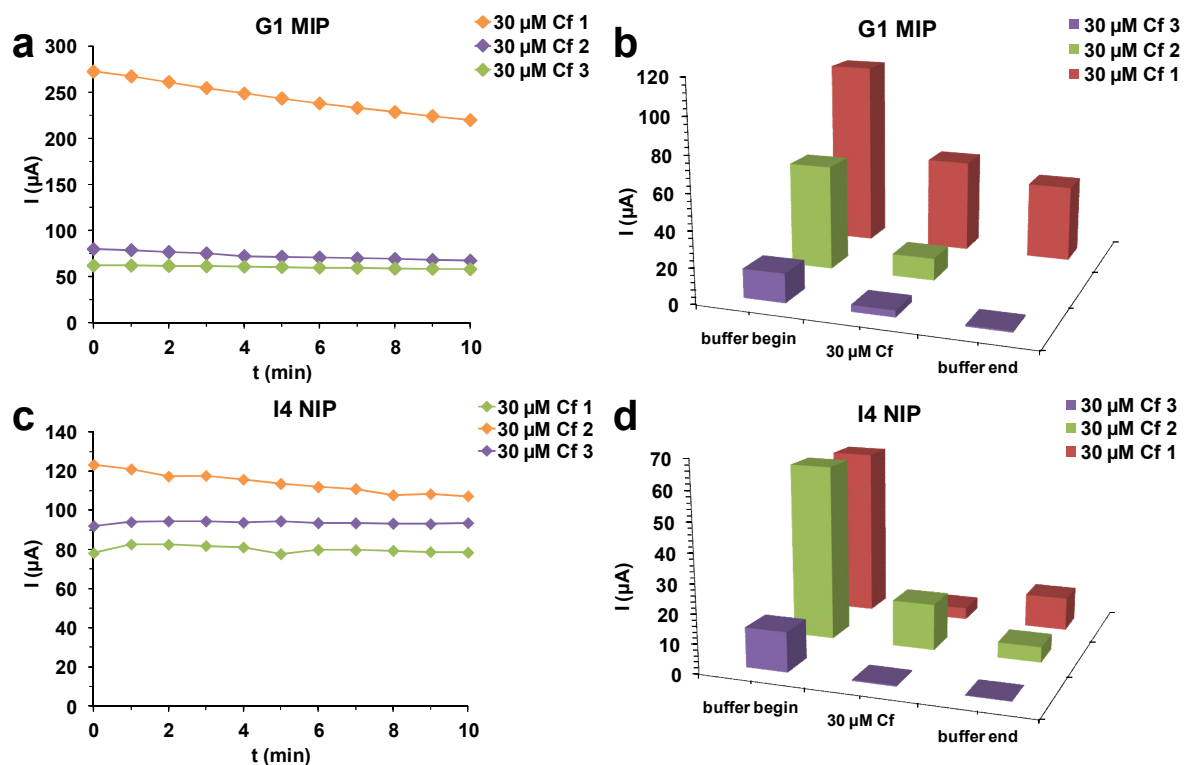 a
G1 MIP
30 µM Cf 1
30 µM Cf 2
30 µM Cf 3
300
250
200
150
100
50
0
I (µA)
0 2 4 6 8 10
t (min)
b
G1 MIP
30 µM Cf 3
30 µM Cf 2
30 µM Cf 1
120
100
80
60
40
20
0
I (µA)
buffer begin
30 µM Cf
buffer end
c
I4 NIP
30 µM Cf 1
30 µM Cf 2
30 µM Cf 3
140
120
100
80
60
40
20
0
I (µA)
0 2 4 6 8 10
t (min)
d
I4 NIP
30 µM Cf 3
30 µM Cf 2
30 µM Cf 1
70
60
50
40
30
20
10
0
I (µA)
buffer begin
30 µM Cf
buffer end